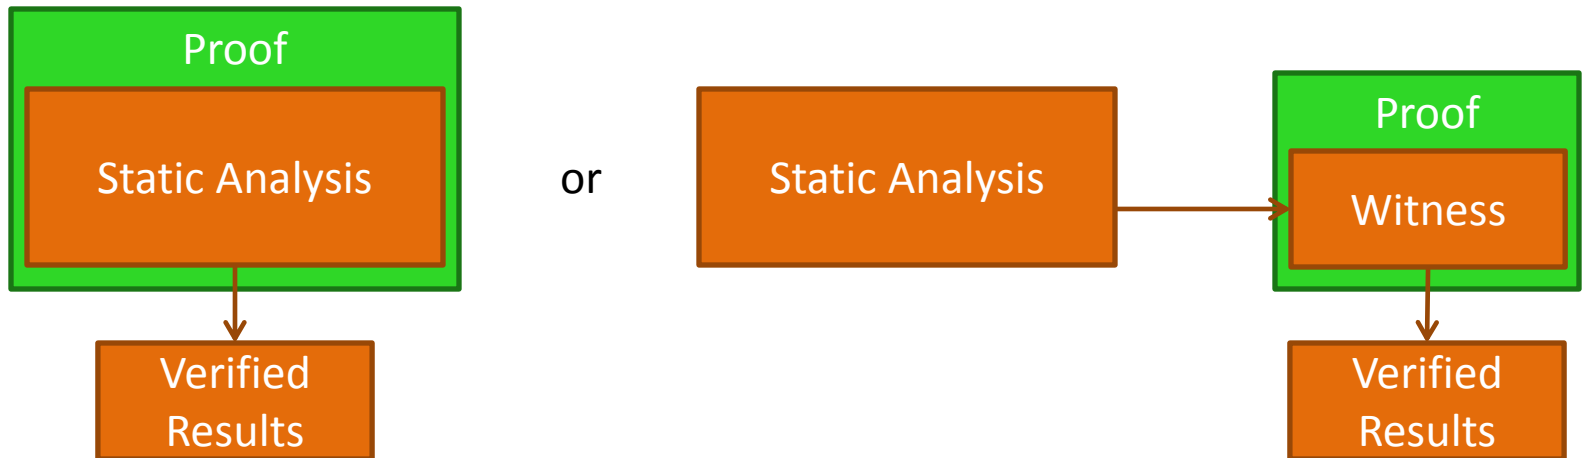 Proof
Static Analysis
Verified
Results
or
Static Analysis
Proof
Witness
Verified
Results